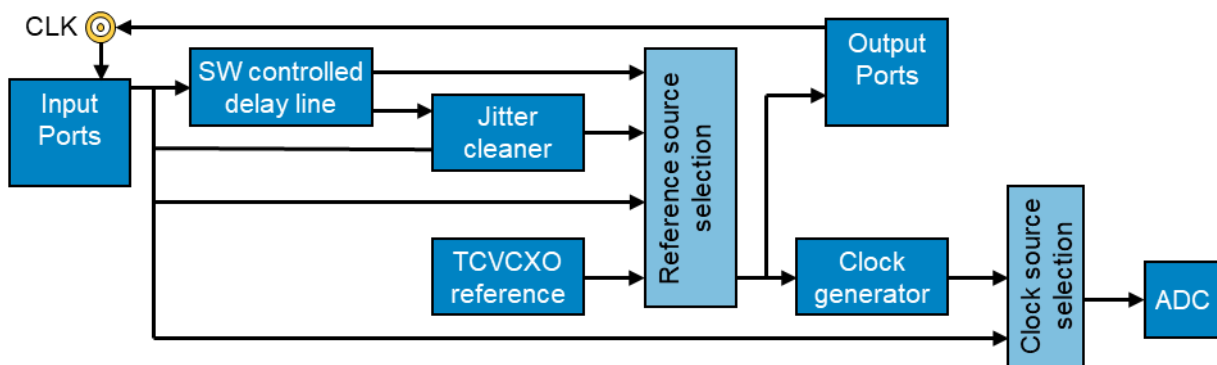 CLK
Input
Ports
SW controlled
delay line
Jitter
cleaner
TCVCXO
reference
Reference source
selection
Output
Ports
Clock
generator
Clock source
selection
ADC